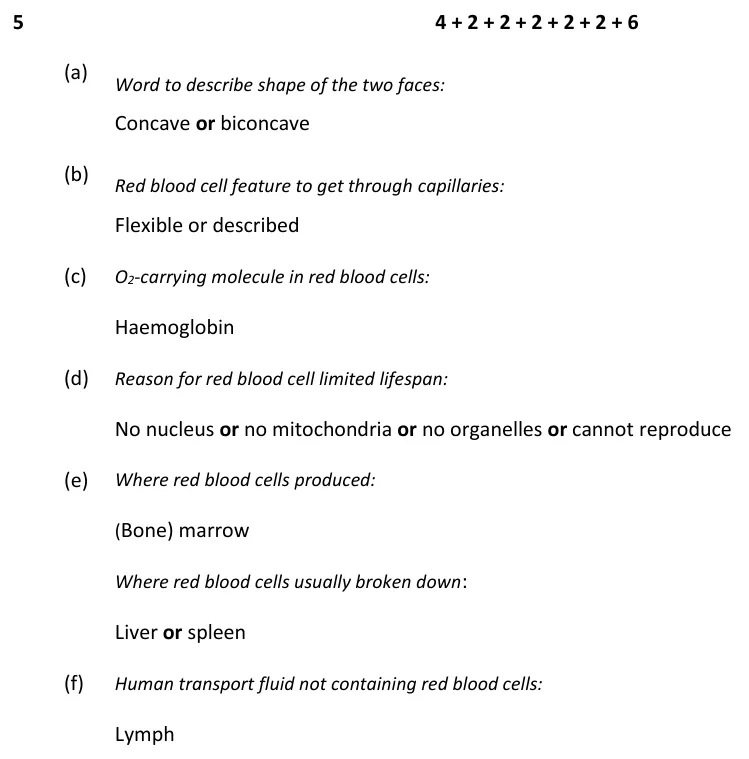 5 4 + 2 + 2 + 2 + 2 + 2 + 6
(a) Word to describe shape of the two faces:
Concave or biconcave
(b) Red blood cell feature to get through capillaries:
Flexible or described
(c) O2-carrying molecule in red blood cells:
Haemoglobin
(d) Reason for red blood cell limited lifespan:
No nucleus or no mitochondria or no organelles or cannot reproduce
(e) Where red blood cells produced:
(Bone) marrow
Where red blood cells usually broken down:
Liver or spleen
(f) Human transport fluid not containing red blood cells:
Lymph